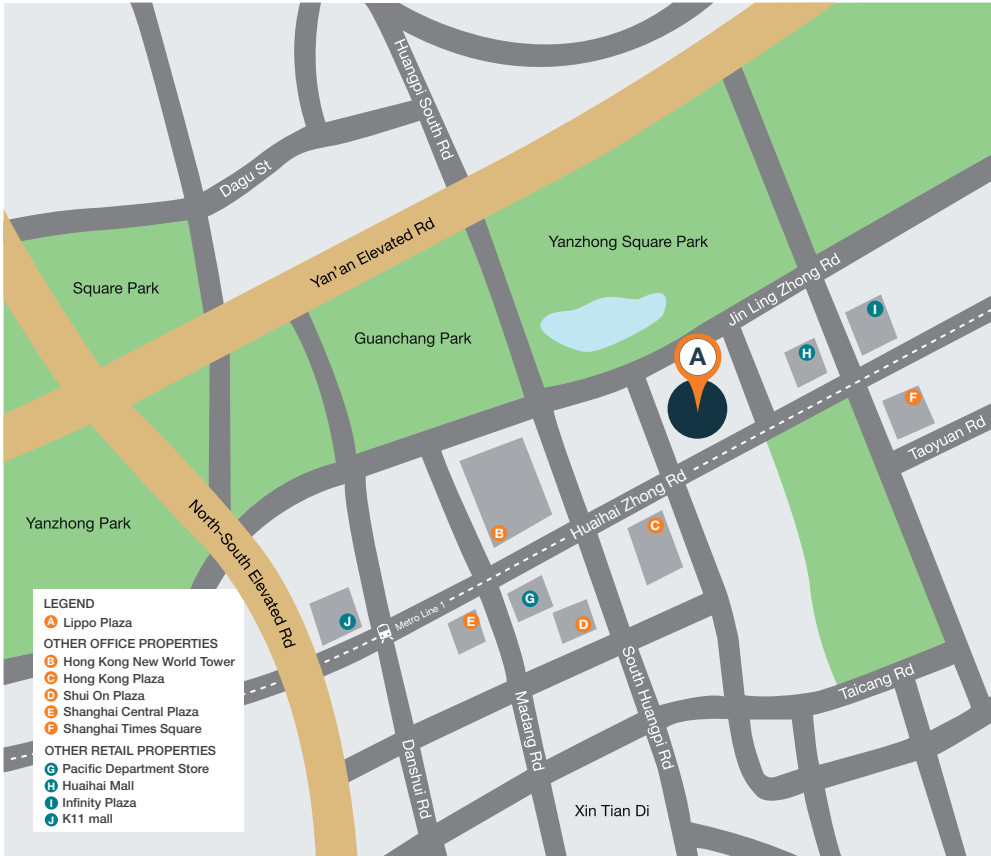 Huangpi South Rd
Dagu St
Yan'an Elevated Rd
Yanzhong Square Park
Square Park
Guanchang Park
Jin Ling Zhong Rd
I
H
A
F
Taoyuan Rd
Yanzhong Park
North-South Elevated Rd
Huaihai Zhong Rd
B
C
G
D
E
J
Metro Line 1
South Huangpi Rd
Taicang Rd
Madang Rd
Danshui Rd
Xin Tian Di
LEGEND
A Lippo Plaza
OTHER OFFICE PROPERTIES
B Hong Kong New World Tower
C Hong Kong Plaza
D Shui On Plaza
E Shanghai Central Plaza
F Shanghai Times Square
OTHER RETAIL PROPERTIES
G Pacific Department Store
H Huaihai Mall
I Infinity Plaza
J K11 mall